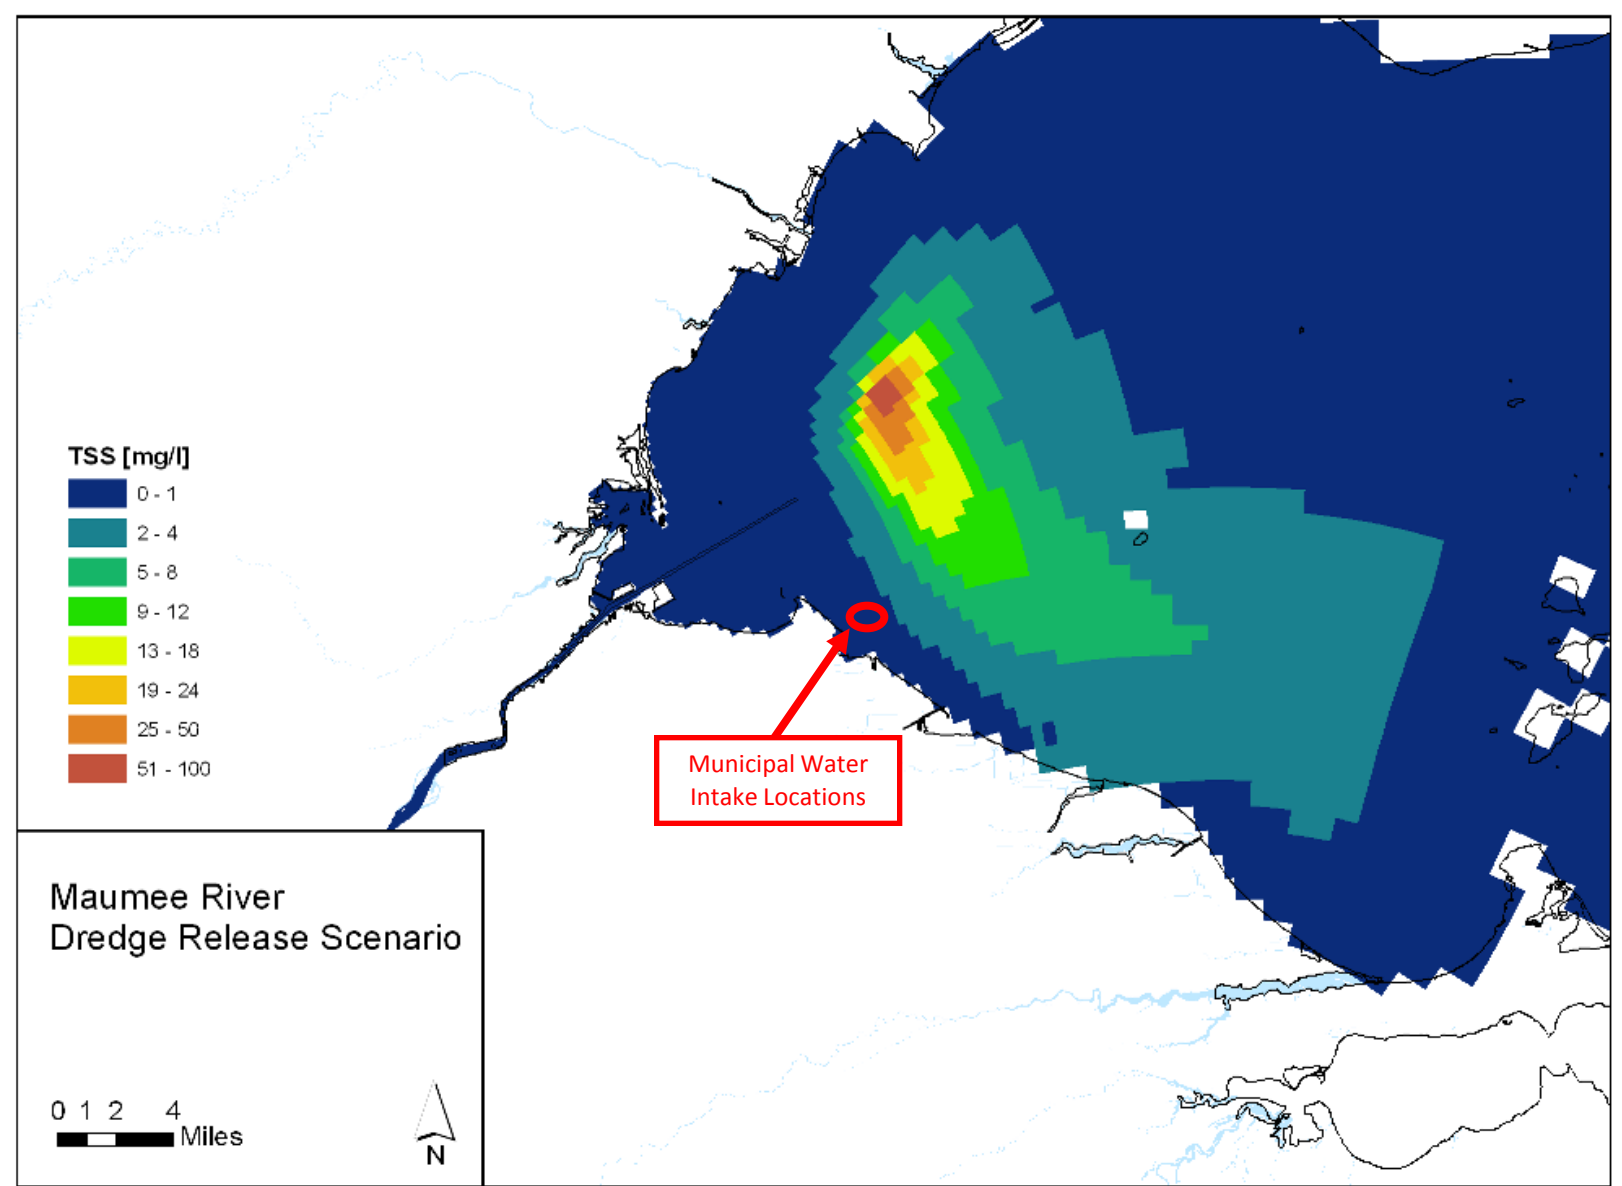 TSS [mg/l]
0 - 1
2 - 4
5 - 8
9 - 12
13 - 18
19 - 24
25 - 50
51 - 100
Municipal Water
Intake Locations
Maumee River
Dredge Release Scenario
0 1 2 4
Miles
N